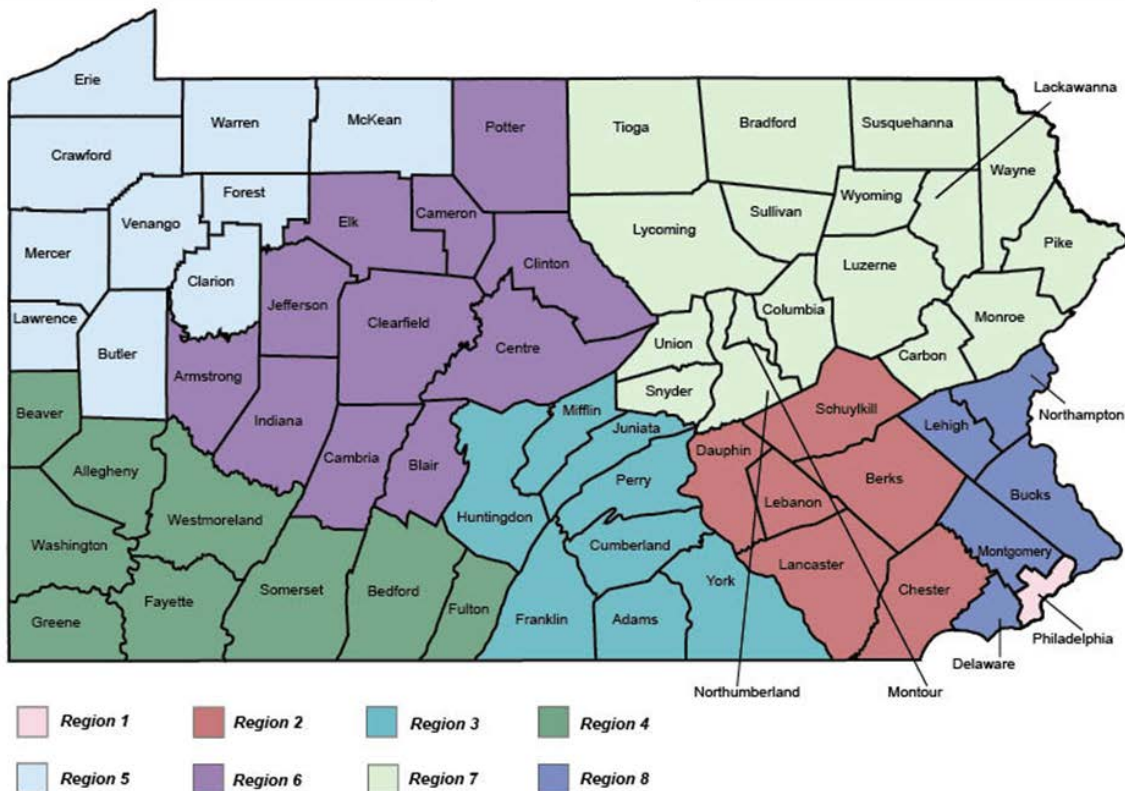 Erie
Lackawanna
Warren
McKean
Potter
Tioga
Bradford
Susquehanna
Crawford
Wayne
Forest
Wyoming
Venango
Elk
Cameron
Sullivan
Lycoming
Mercer
Pike
Clinton
Luzerne
Clarion
Jefferson
Columbia
Lawrence
Clearfield
Monroe
Union
Centre
Butler
Carbon
Armstrong
Snyder
Beaver
Mifflin
Schuylkill
Northampton
Indiana
Juniata
Lehigh
Dauphin
Cambria
Blair
Allegheny
Perry
Berks
Bucks
Lebanon
Huntingdon
Westmoreland
Washington
Cumberland
Montgomery
Lancaster
York
Somerset
Bedford
Chester
Fayette
Fulton
Greene
Franklin
Adams
Philadelphia
Delaware
Northumberland
Montour
Region 1
Region 2
Region 3
Region 4
Region 5
Region 6
Region 7
Region 8